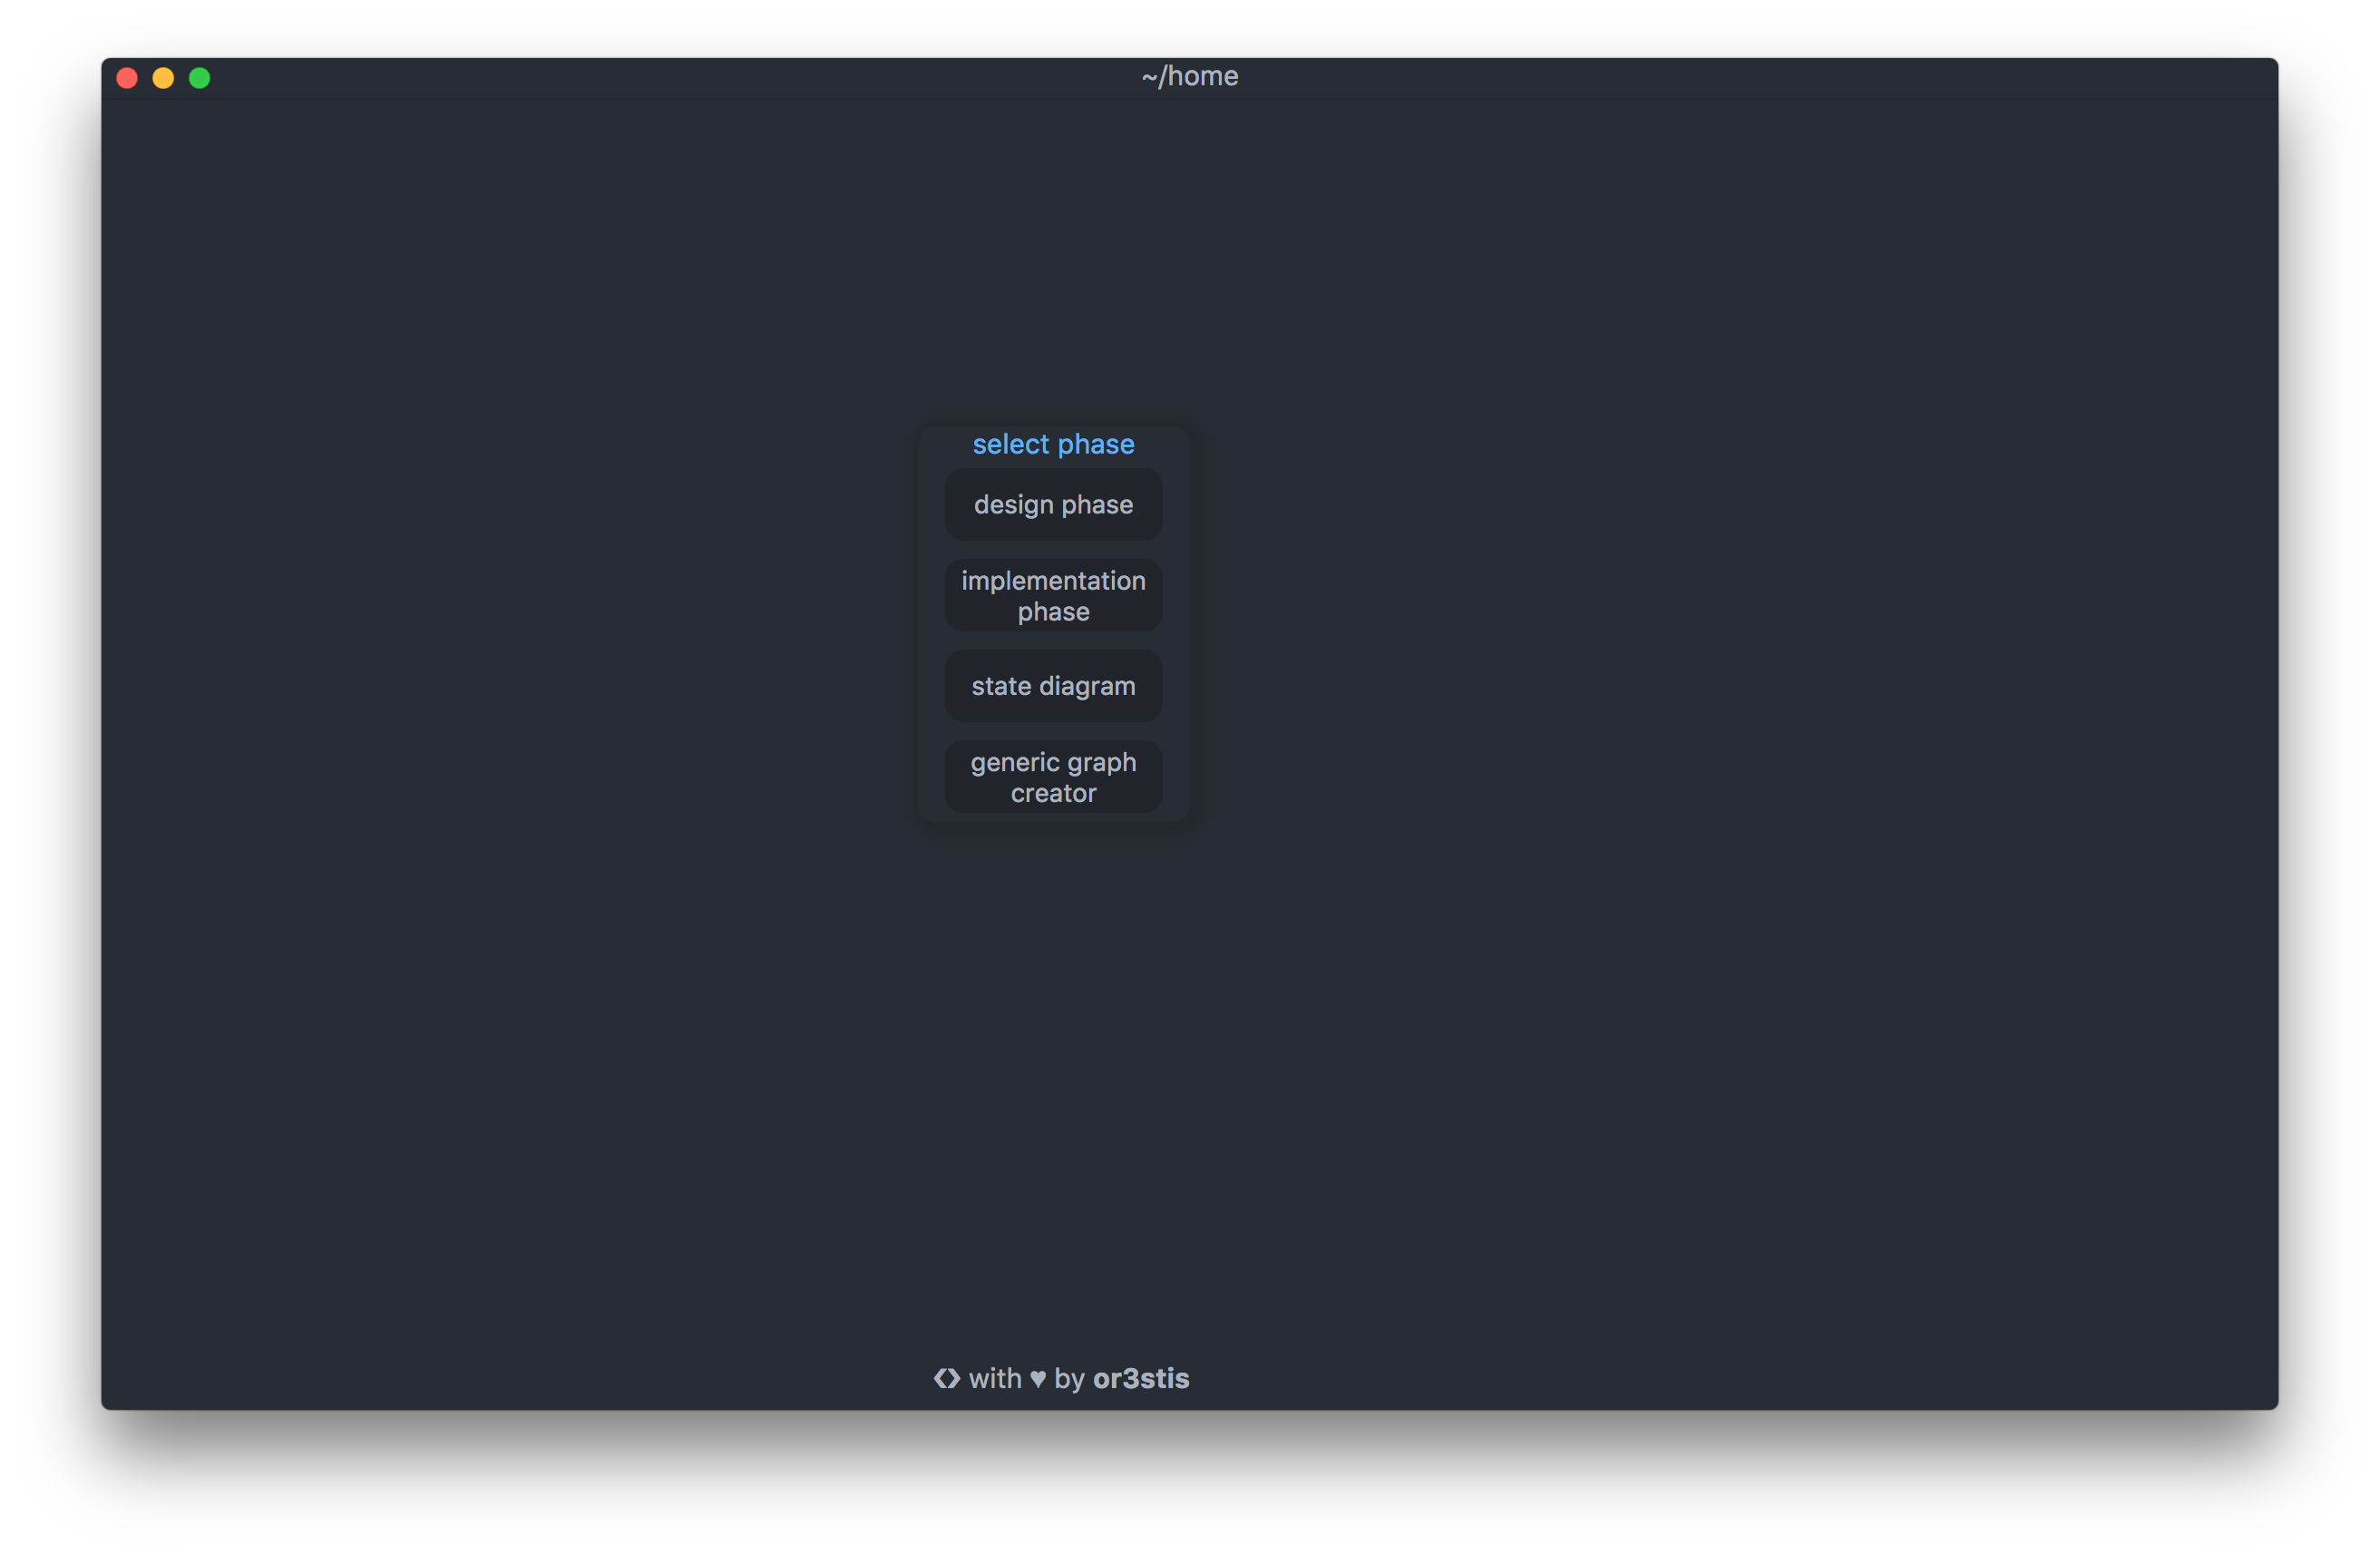 ~/home
select phase
design phase
implementation
phase
state diagram
generic graph
creator
<> with ♥ by or3stis